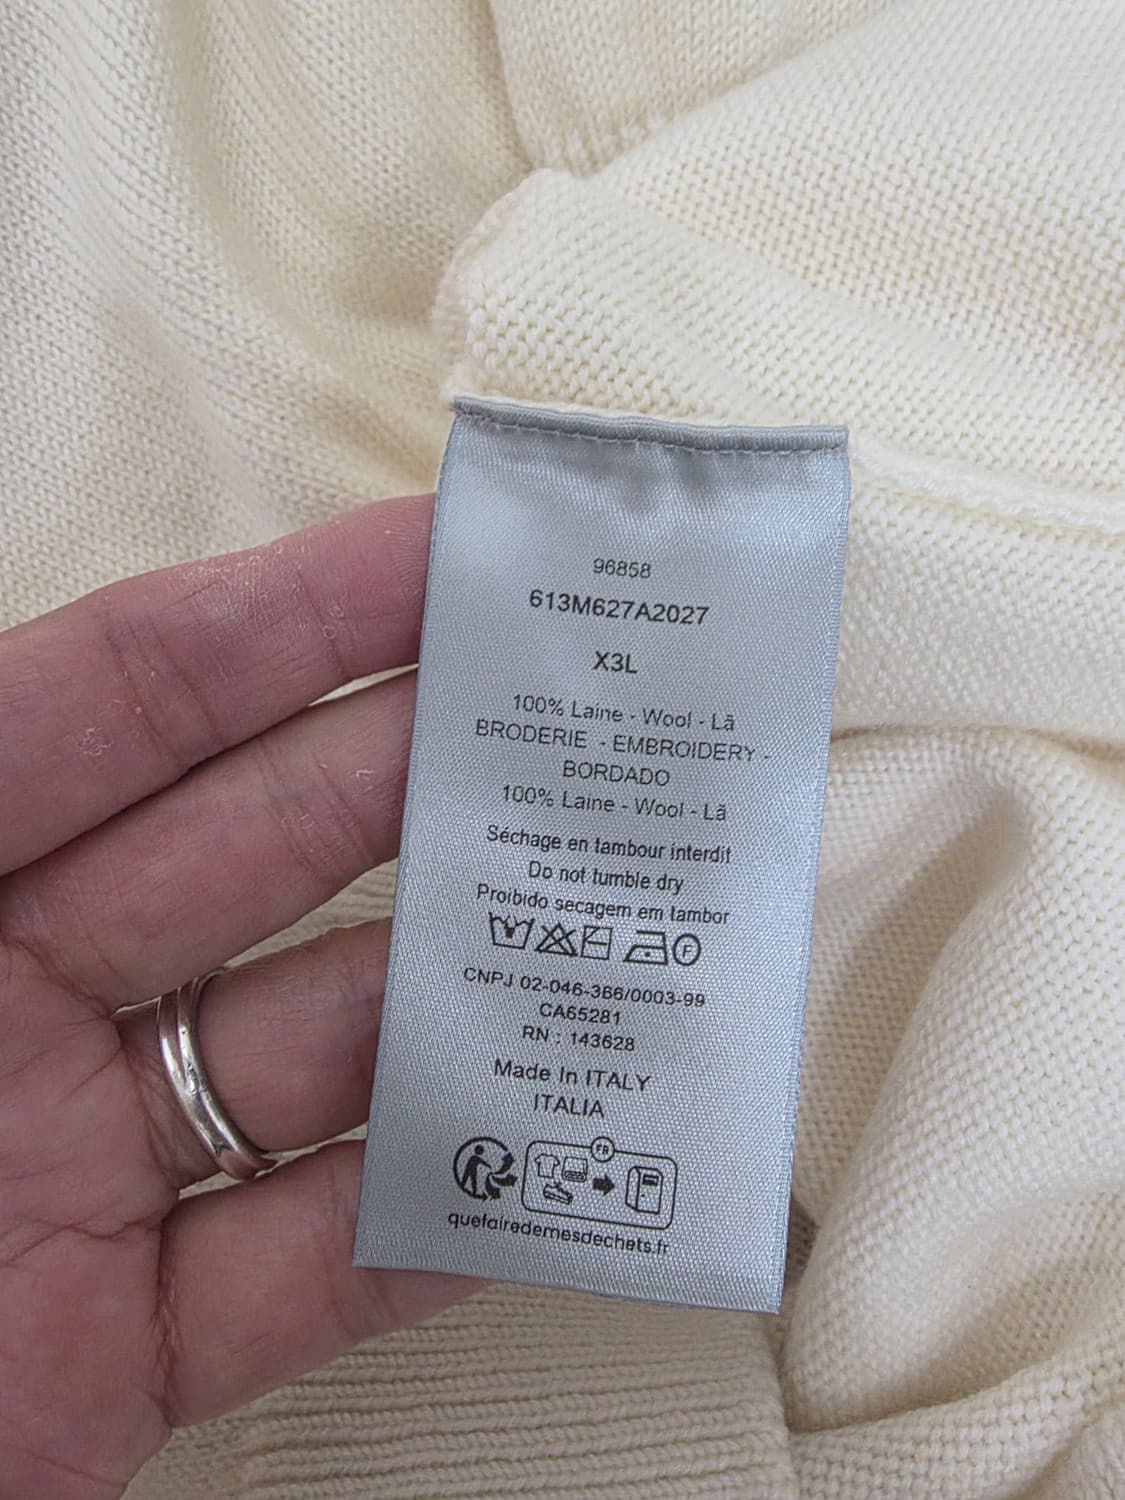 96858
613M627A2027
X3L
100% Laine - Wool - Lã
BRODERIE - EMBROIDERY -
BORDADO
100% Laine - Wool - Lã
Séchage en tambour interdit
Do not tumble dry
Proibido secagem em tambor
F
CNPJ 02-046-366/0003-99
CA65281
RN : 143628
Made In ITALY
ITALIA
FR
quefairedemesdechets.fr